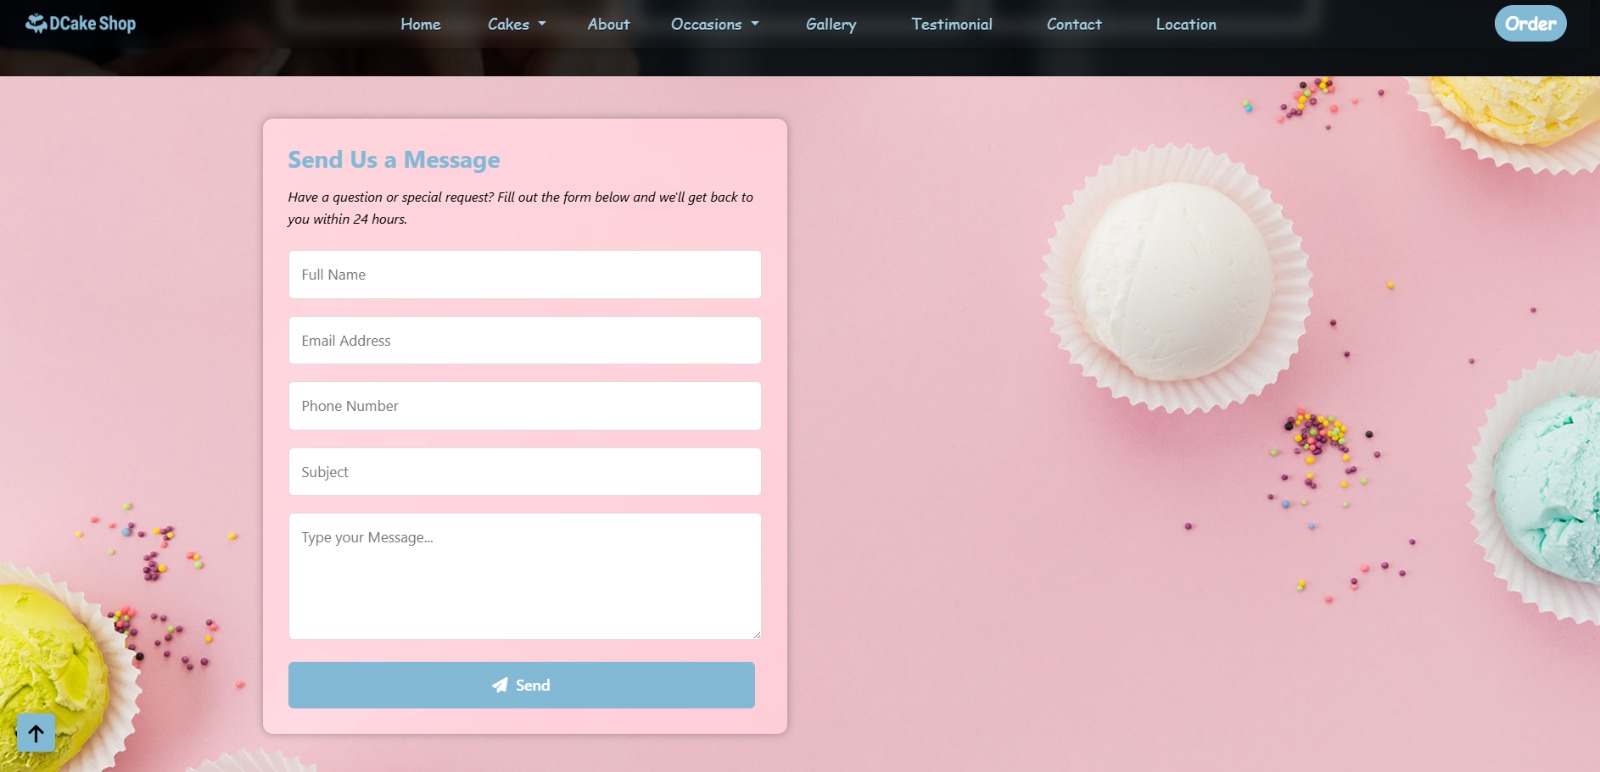 DCake Shop
Home
Cakes
About
Occasions
Gallery
Testimonial
Contact
Location
Order
Send Us a Message
Have a question or special request? Fill out the form below and we'll get back to
you within 24 hours.
Full Name
Email Address
Phone Number
Subject
Type your Message...
Send